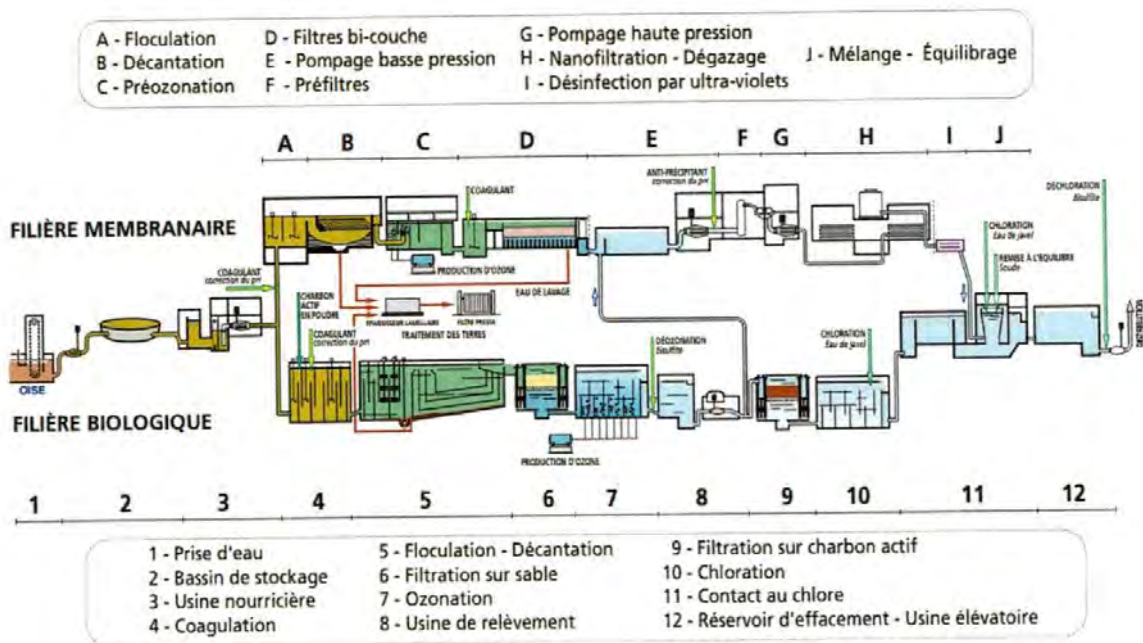 A - Floculation
B - Décantation
C - Préozonation
D - Filtres bi-couche
E - Pompage basse pression
F - Préfiltres
G - Pompage haute pression
H - Nanofiltration - Dégazage
I - Désinfection par ultra-violets
J - Mélange - Équilibrage
A B C D E F G H I J
FILIÈRE MEMBRANAIRE
COAGULANT
correction du pH
COAGULANT
PRODUCTION D'OZONE
EAU DE LAVAGE
ANTI-PRÉCIPITANT
correction du pH
CHLORATION
Eau de javel
REMISE À L'ÉQUILIBRE
Soude
DÉCHLORATION
Bisulfite
CHARBON
ACTIF
EN POUDRE
COAGULANT
correction du pH
ÉPAISSISSEUR LAMELLAIRE
FILTRE PRESSE
TRAITEMENT DES TERRES
OISE
FILIÈRE BIOLOGIQUE
DÉOZONATION
Bisulfite
PRODUCTION D'OZONE
CHLORATION
Eau de javel
1 2 3 4 5 6 7 8 9 10 11 12
1 - Prise d'eau
2 - Bassin de stockage
3 - Usine nourricière
4 - Coagulation
5 - Floculation - Décantation
6 - Filtration sur sable
7 - Ozonation
8 - Usine de relèvement
9 - Filtration sur charbon actif
10 - Chloration
11 - Contact au chlore
12 - Réservoir d'effacement - Usine élévatoire